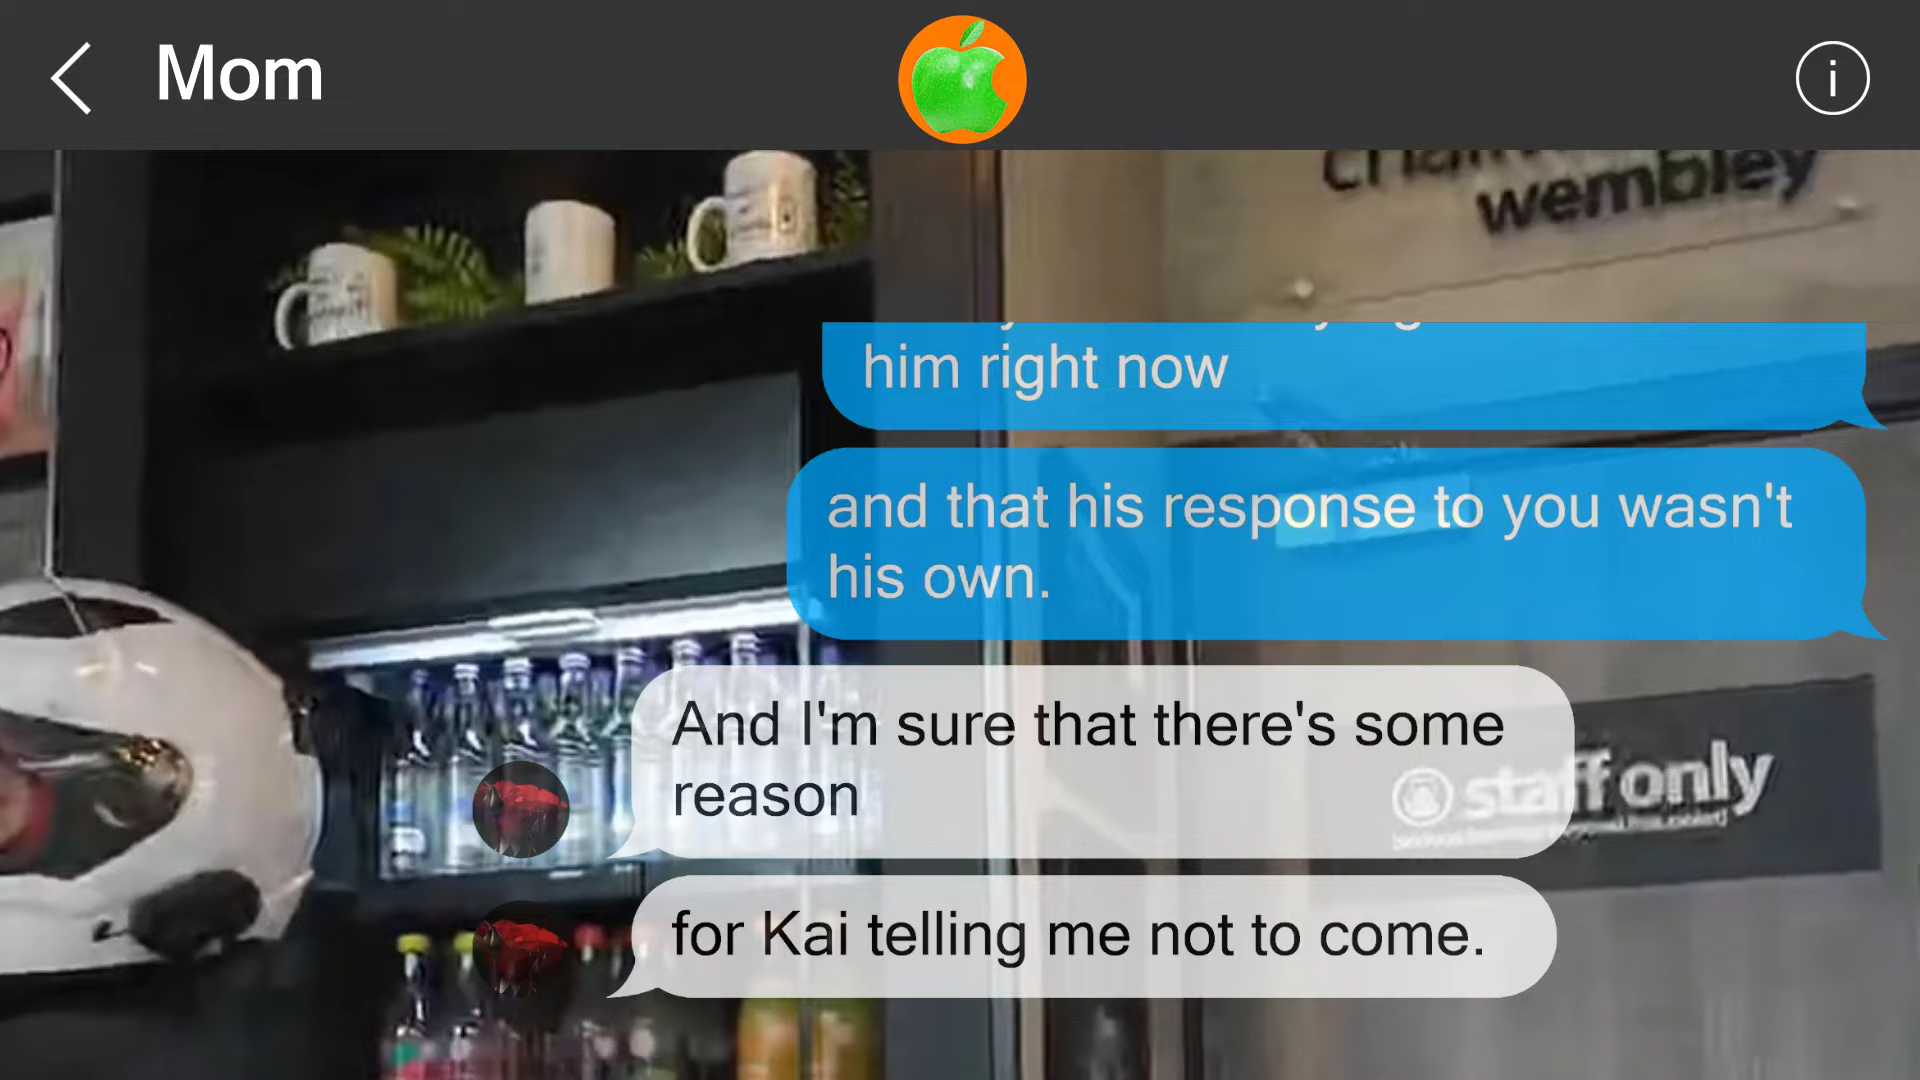 Mom
wembley
him right now
and that his response to you wasn't
his own.
And I'm sure that there's some
reason
staff only
for Kai telling me not to come.